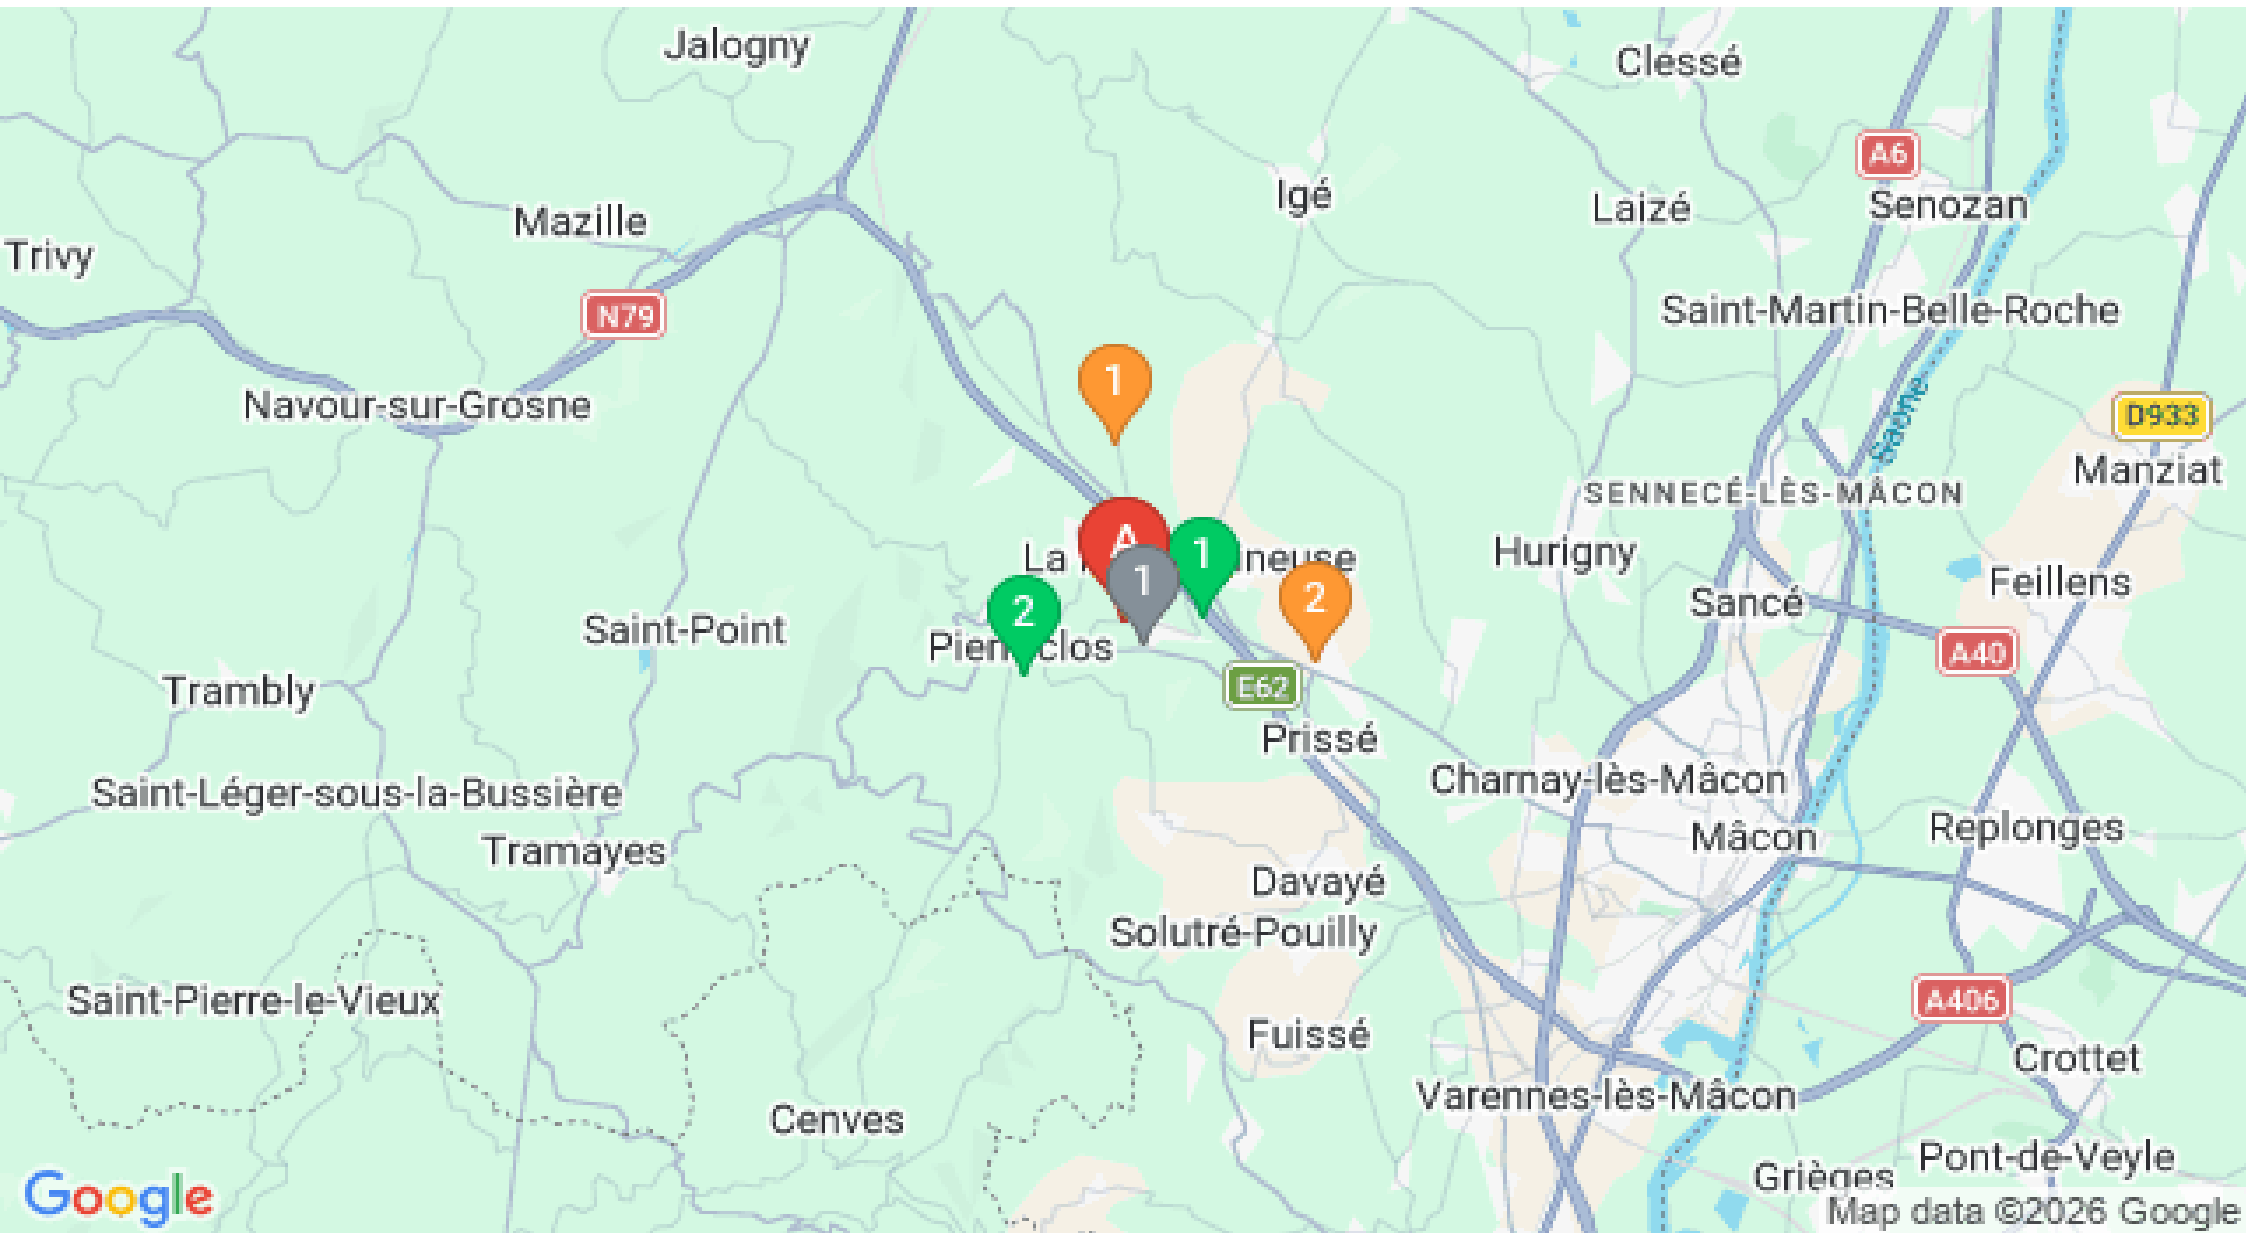 Jalogny
Clessé
A6
Igé
Laizé
Senozan
Mazille
Trivy
N79
Saint-Martin-Belle-Roche
1
Navour-sur-Grosne
Saône
D933
Manziat
SENNECÉ-LÈS-MÂCON
A
La
1
neuse
Hurigny
1
Feillens
2
2
Sancé
Saint-Point
clos
A40
E62
Trambly
Prissé
Charnay-lès-Mâcon
Saint-Léger-sous-la-Bussière
Replonges
Mâcon
Tramayes
Davayé
Solutré-Pouilly
Saint-Pierre-le-Vieux
A406
Fuissé
Crottet
Varennes-lès-Mâcon
Cenves
Pont-de-Veyle
Grièges
Google
Map data ©2026 Google